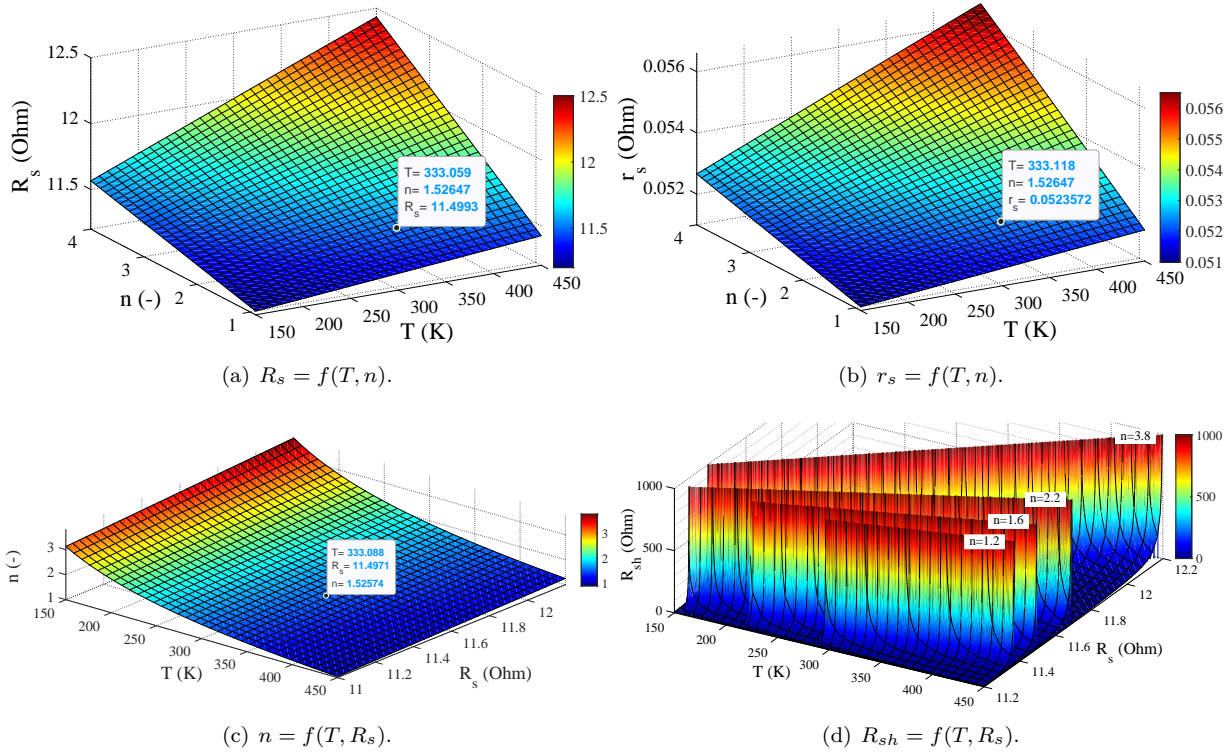 12.5
12
11.5
R_s (Ohm)
4
3
2
1
n (-)
150
200
250
300
350
400
450
T (K)
T= 333.059
n= 1.52647
R_s= 11.4993
12.5
12
11.5
(a) R_s = f(T, n).
0.056
0.054
0.052
r_s (Ohm)
4
3
2
1
n (-)
150
200
250
300
350
400
450
T (K)
T= 333.118
n= 1.52647
r_s= 0.0523572
0.056
0.055
0.054
0.053
0.052
0.051
(b) r_s = f(T, n).
3
2
1
n (-)
150
200
250
300
350
400
450
T (K)
11
11.2
11.4
11.6
11.8
12
R_s (Ohm)
T= 333.088
R_s= 11.4971
n= 1.52574
3
2
1
(c) n = f(T, R_s).
1000
500
0
R_sh (Ohm)
150
200
250
300
350
400
450
T (K)
11.2
11.4
11.6
11.8
12
12.2
R_s (Ohm)
n=3.8
n=2.2
n=1.6
n=1.2
1000
500
0
(d) R_sh = f(T, R_s).